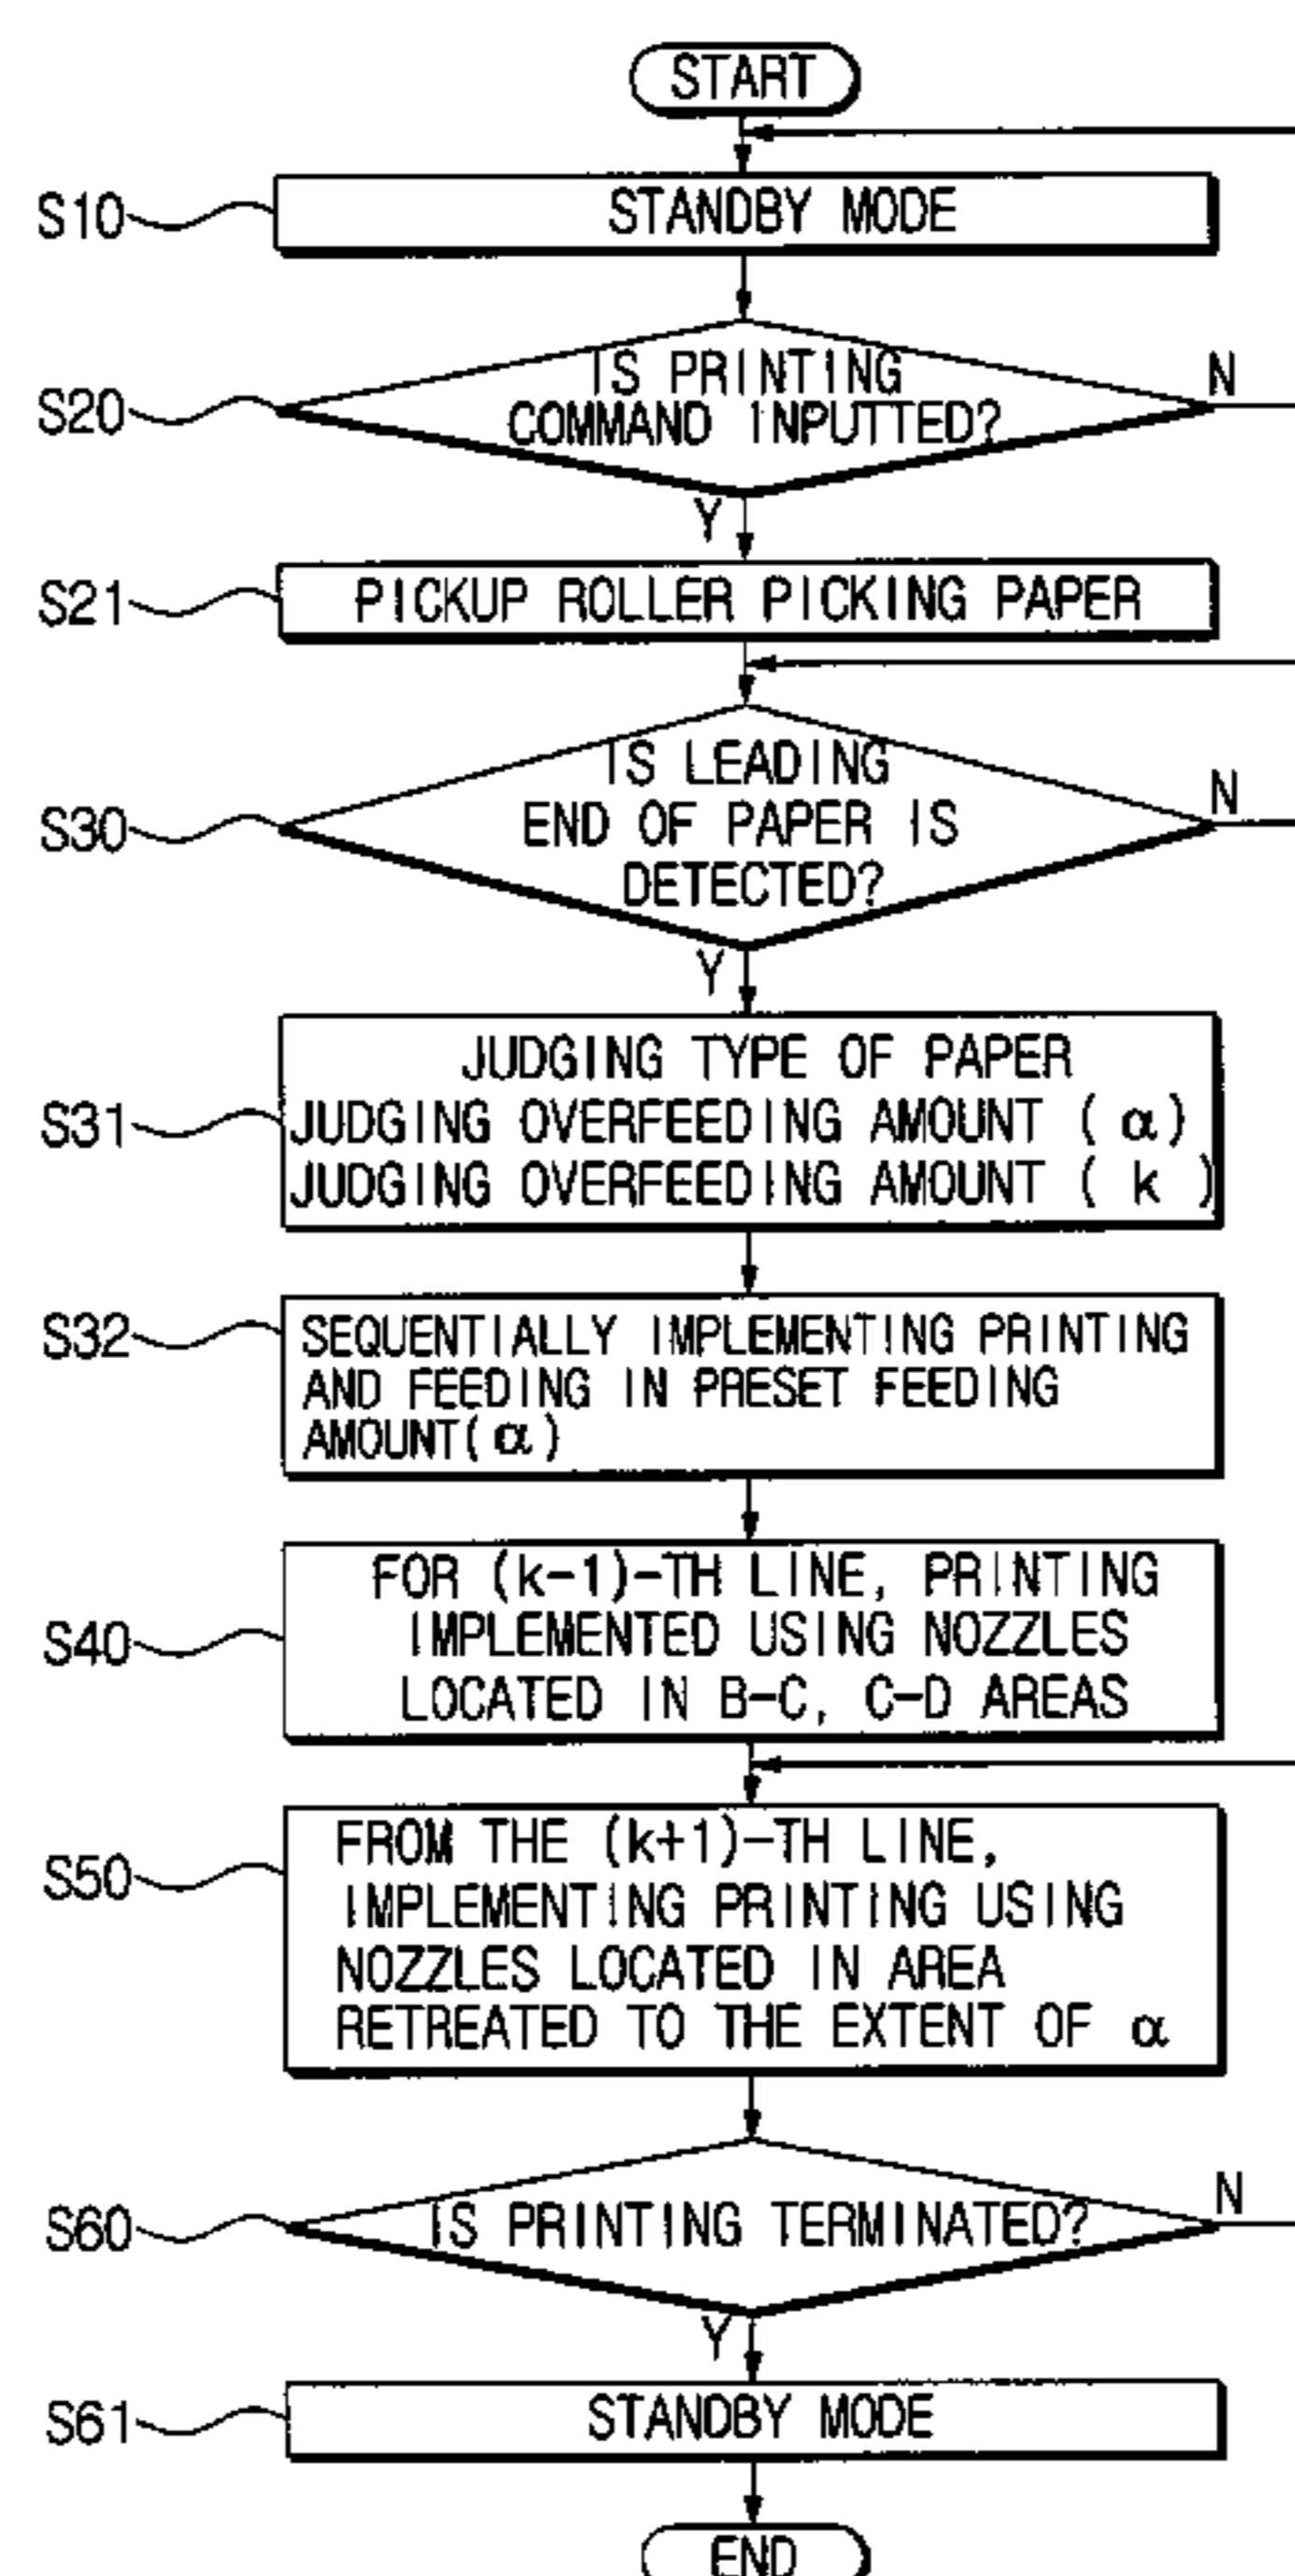 START
S10
STANDBY MODE
S20
IS PRINTING
COMMAND INPUTTED?
N
Y
S21
PICKUP ROLLER PICKING PAPER
S30
IS LEADING
END OF PAPER IS
DETECTED?
N
Y
S31
JUDGING TYPE OF PAPER
JUDGING OVERFEEDING AMOUNT ( α)
JUDGING OVERFEEDING AMOUNT ( k )
S32
SEQUENTIALLY IMPLEMENTING PRINTING
AND FEEDING IN PRESET FEEDING
AMOUNT( α )
S40
FOR (k-1)-TH LINE, PRINTING
IMPLEMENTED USING NOZZLES
LOCATED IN B-C, C-D AREAS
S50
FROM THE (k+1)-TH LINE,
IMPLEMENTING PRINTING USING
NOZZLES LOCATED IN AREA
RETREATED TO THE EXTENT OF α
S60
IS PRINTING TERMINATED?
N
Y
S61
STANDBY MODE
END